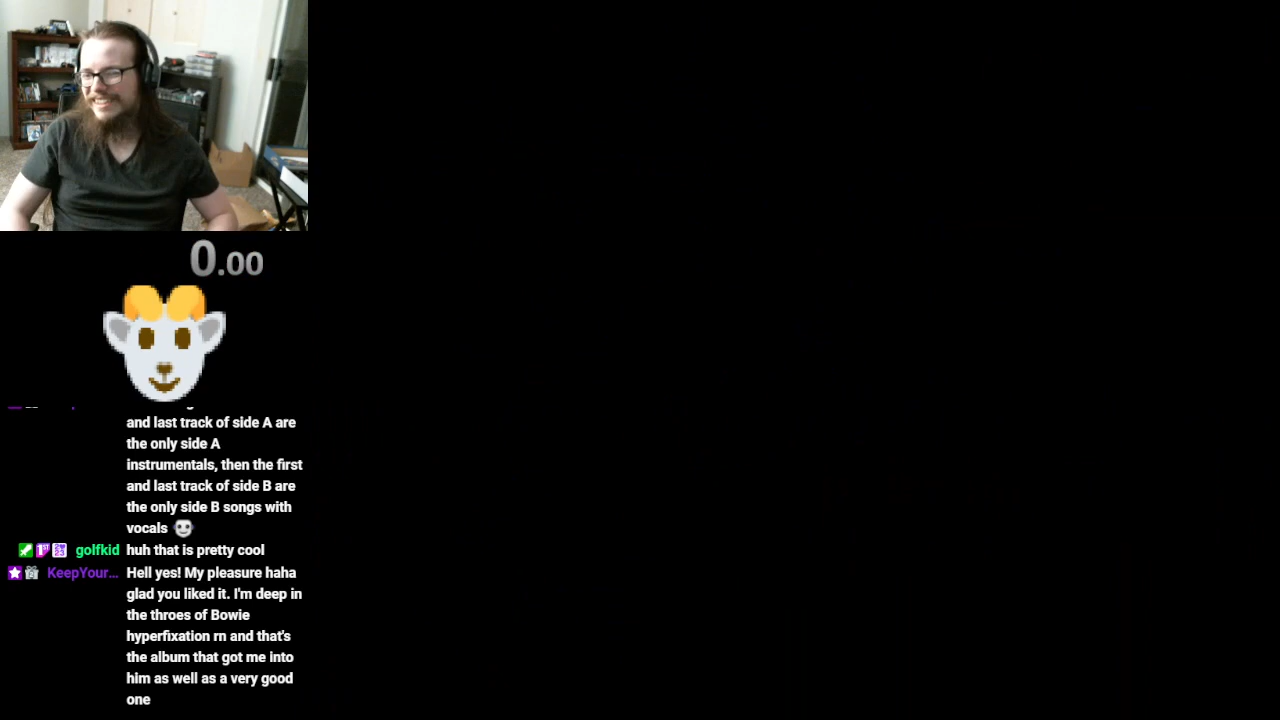 0.00
and last track of side A are
the only side A
instrumentals, then the first
and last track of side B are
the only side B songs with
vocals
golfkid huh that is pretty cool
KeepYour... Hell yes! My pleasure haha
glad you liked it. I'm deep in
the throes of Bowie
hyperfixation rn and that's
the album that got me into
him as well as a very good
one